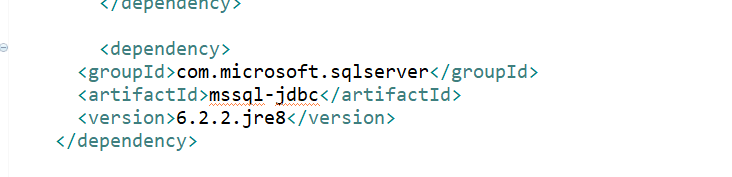 </dependency>
<dependency>
<groupId>com.microsoft.sqlserver</groupId>
<artifactId>mssql-jdbc</artifactId>
<version>6.2.2.jre8</version>
</dependency>